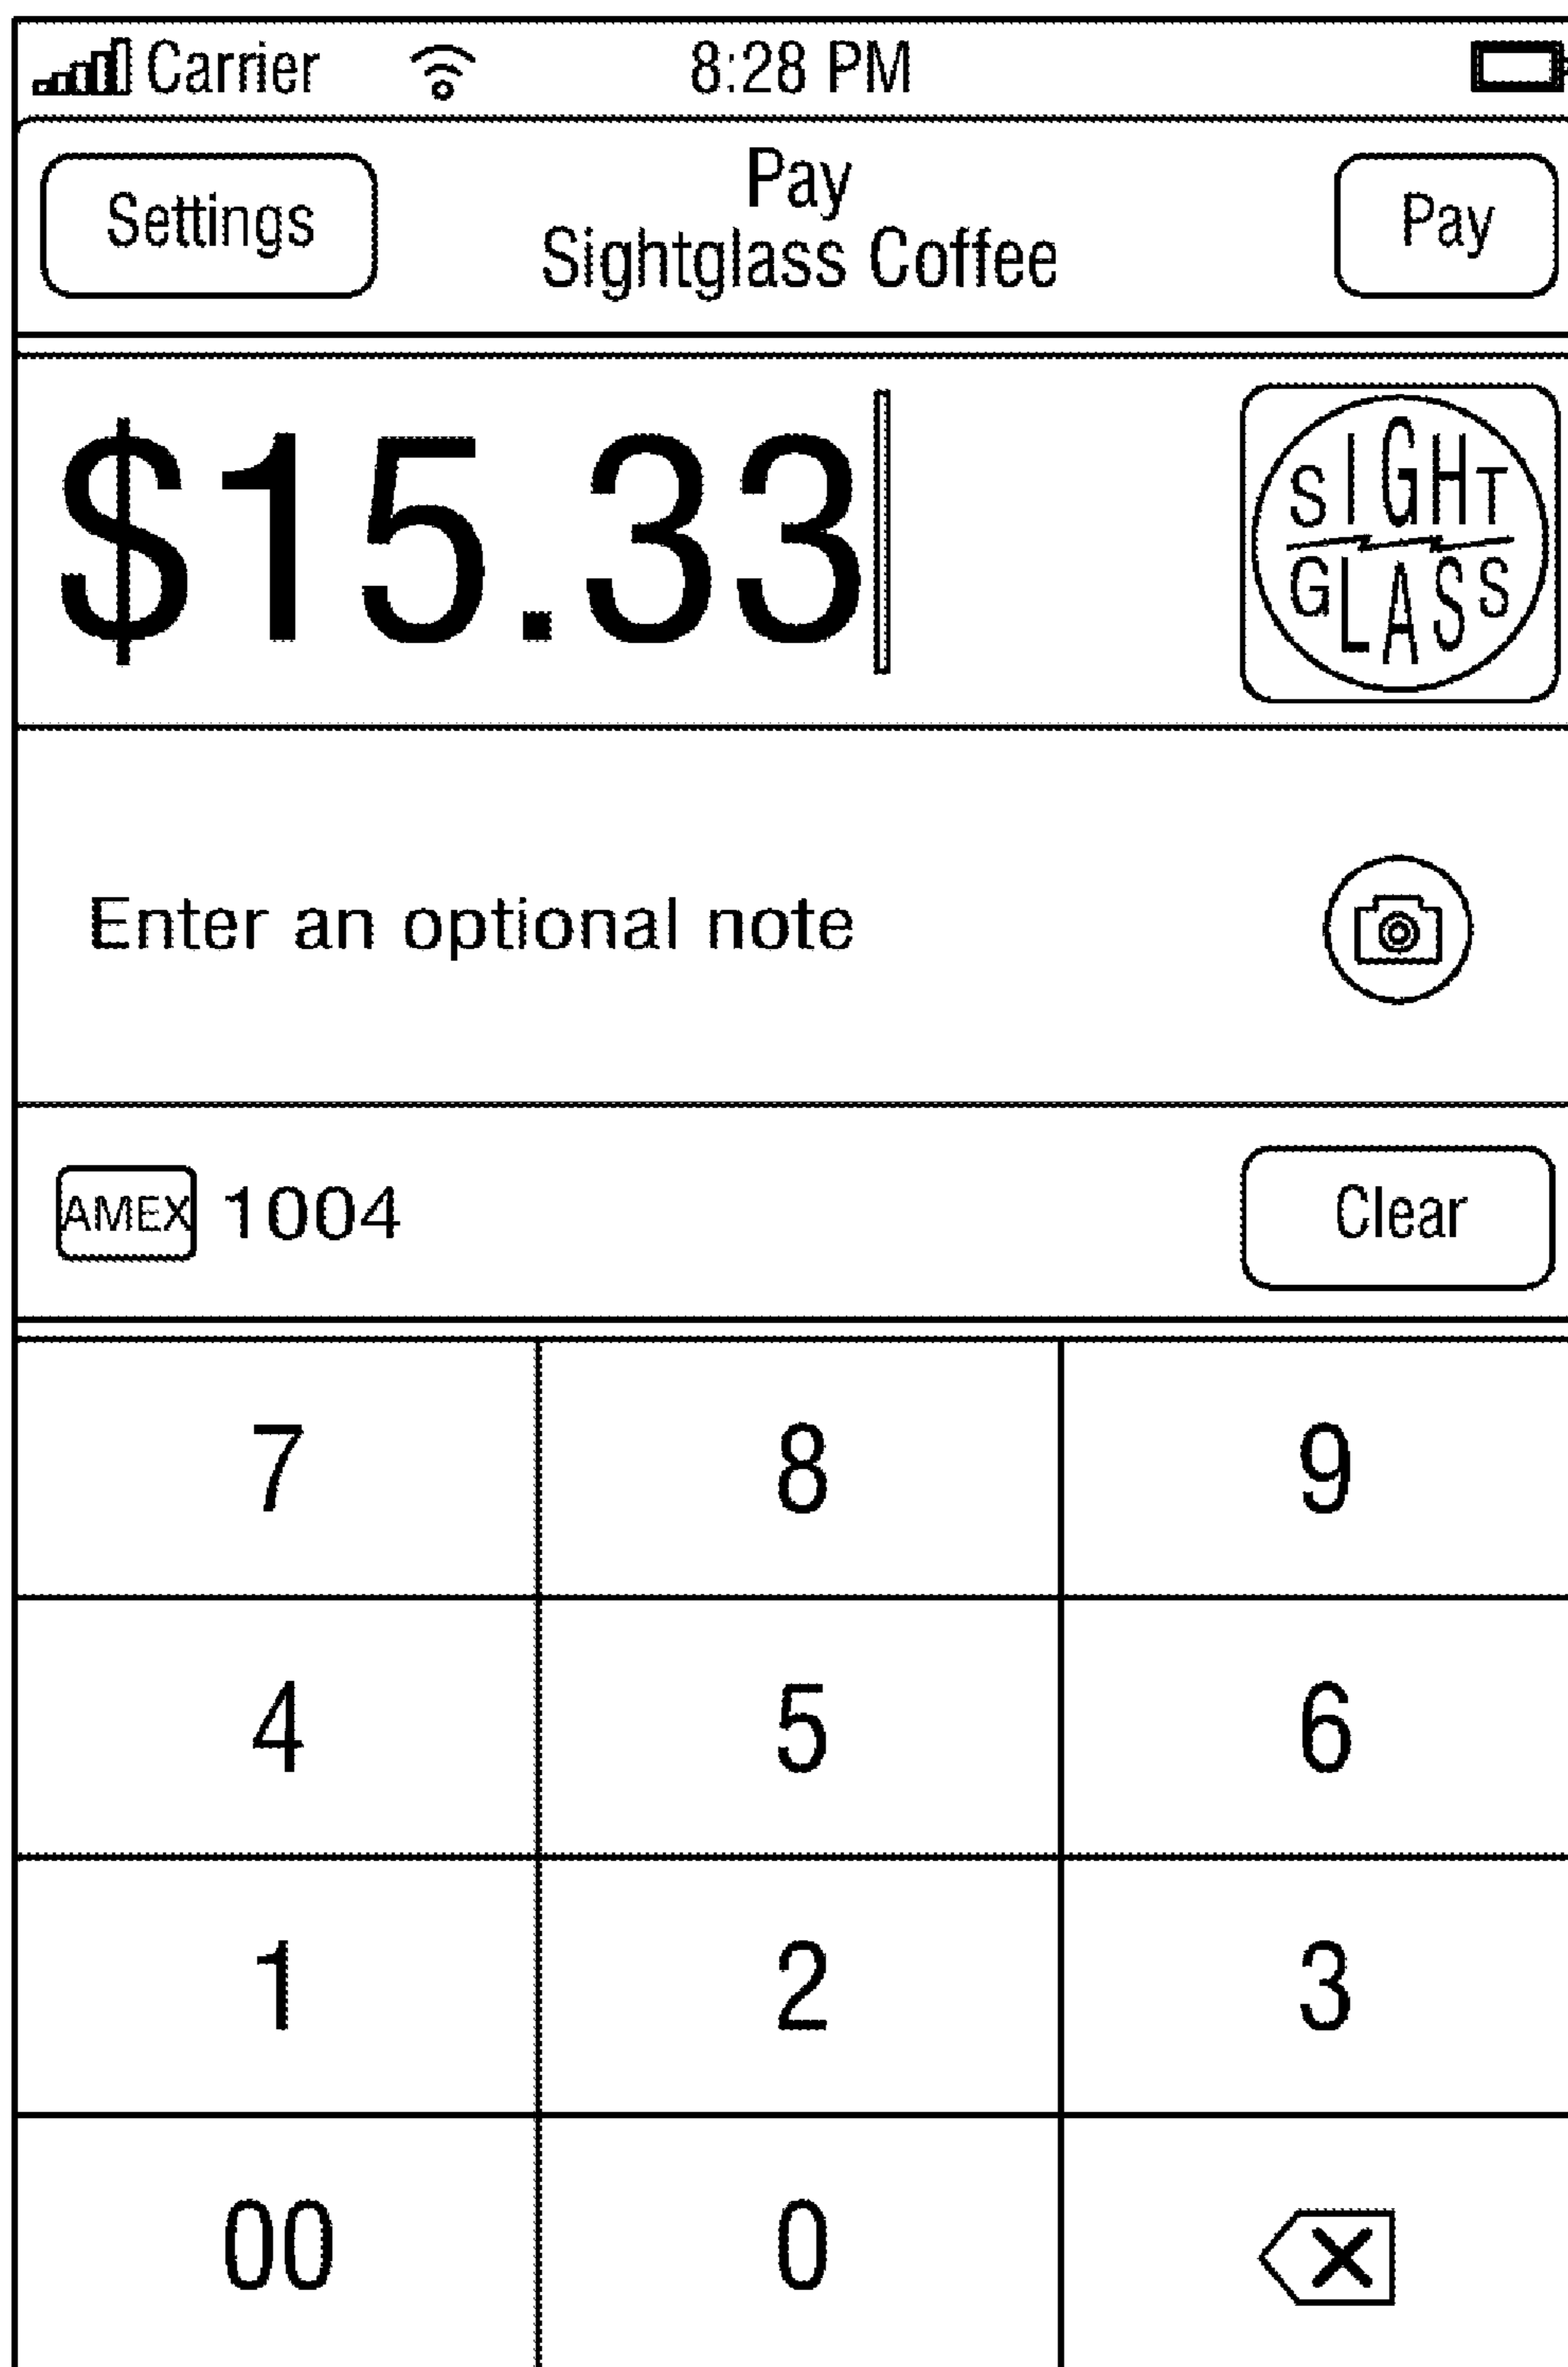 Carrier 8:28 PM
Settings Pay Pay
Sightglass Coffee
$15.33
SIGHT
GLASS
Enter an optional note
AMEX 1004 Clear
7 8 9
4 5 6
1 2 3
00 0